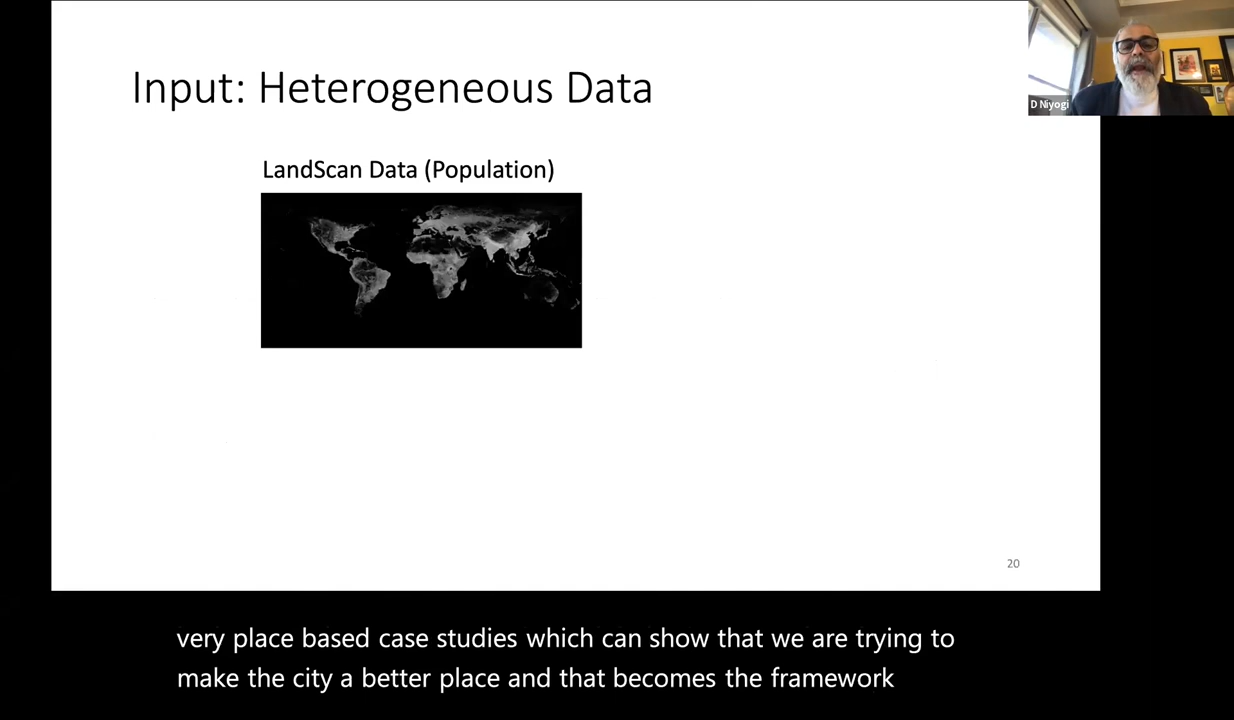 Input: Heterogeneous Data
D Niyogi
LandScan Data (Population)
20
very place based case studies which can show that we are trying to
make the city a better place and that becomes the framework